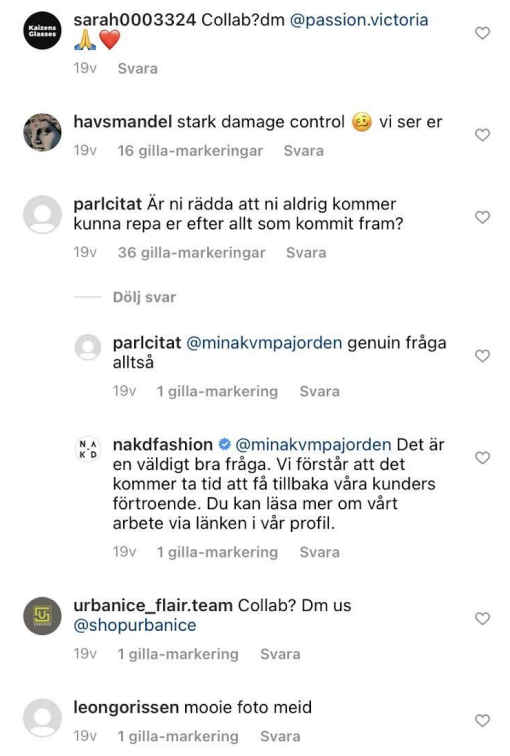 KaizensGlasses
sarah0003324 Collab?dm @passion.victoria
🙏❤️
19v Svara
havsmandel stark damage control 🥴 vi ser er
19v 16 gilla-markeringar Svara
parlcitat Är ni rädda att ni aldrig kommer
kunna repa er efter allt som kommit fram?
19v 36 gilla-markeringar Svara
Dölj svar
parlcitat @minakvmpajorden genuin fråga
alltså
19v 1 gilla-markering Svara
N A
K D
nakdfashion @minakvmpajorden Det är
en väldigt bra fråga. Vi förstår att det
kommer ta tid att få tillbaka våra kunders
förtroende. Du kan läsa mer om vårt
arbete via länken i vår profil.
19v 1 gilla-markering Svara
urbanice_flair.team Collab? Dm us
@shopurbanice
19v 1 gilla-markering Svara
leongorissen mooie foto meid
19v 1 gilla-markering Svara